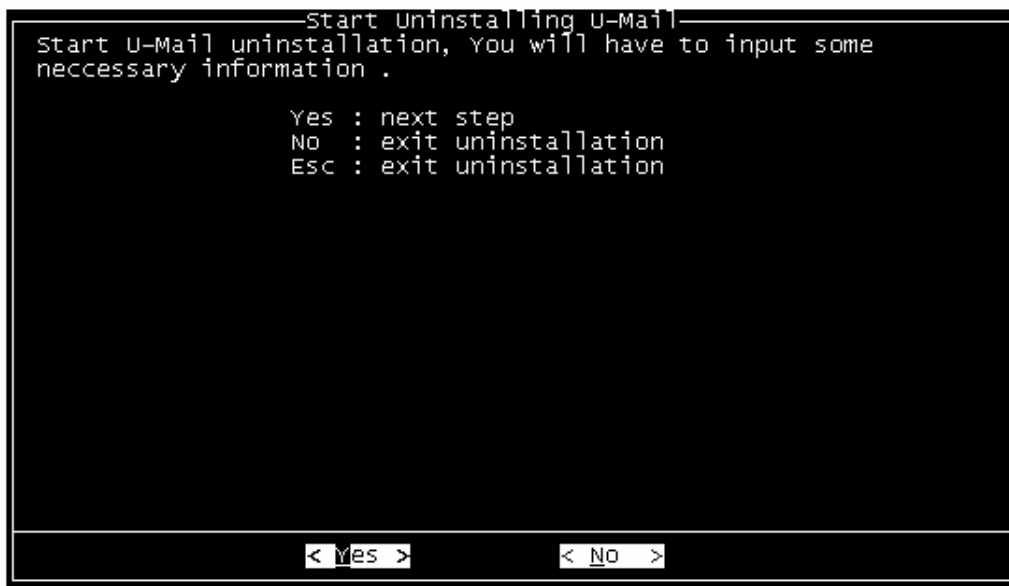 Start Uninstalling U-Mail
Start U-Mail uninstallation, You will have to input some
neccessary information .
Yes : next step
No : exit uninstallation
Esc : exit uninstallation
< Yes > < No >